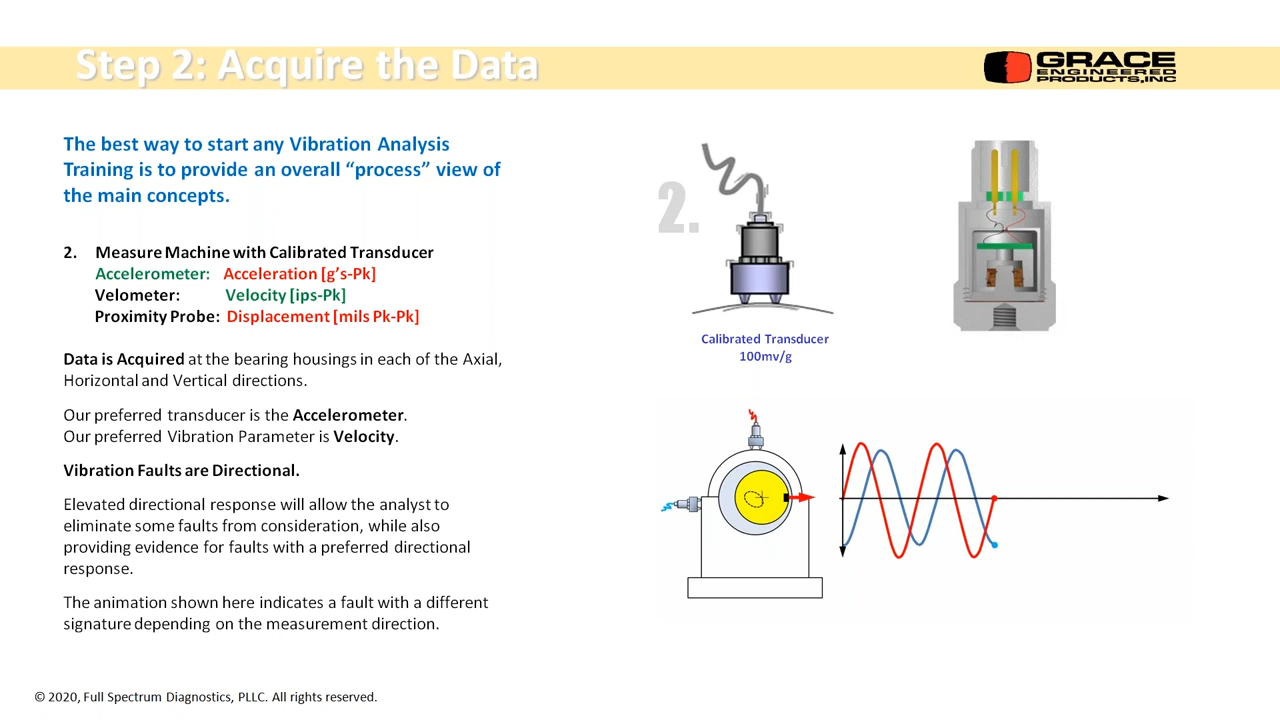 Step 2: Acquire the Data
GRACE
ENGINEERED
PRODUCTS, INC
The best way to start any Vibration Analysis
Training is to provide an overall “process” view of
the main concepts.
2. Measure Machine with Calibrated Transducer
Accelerometer: Acceleration [g’s-Pk]
Velometer: Velocity [ips-Pk]
Proximity Probe: Displacement [mils Pk-Pk]
Data is Acquired at the bearing housings in each of the Axial,
Horizontal and Vertical directions.
Our preferred transducer is the Accelerometer.
Our preferred Vibration Parameter is Velocity.
Vibration Faults are Directional.
Elevated directional response will allow the analyst to
eliminate some faults from consideration, while also
providing evidence for faults with a preferred directional
response.
The animation shown here indicates a fault with a different
signature depending on the measurement direction.
2.
Calibrated Transducer
100mv/g
© 2020, Full Spectrum Diagnostics, PLLC. All rights reserved.